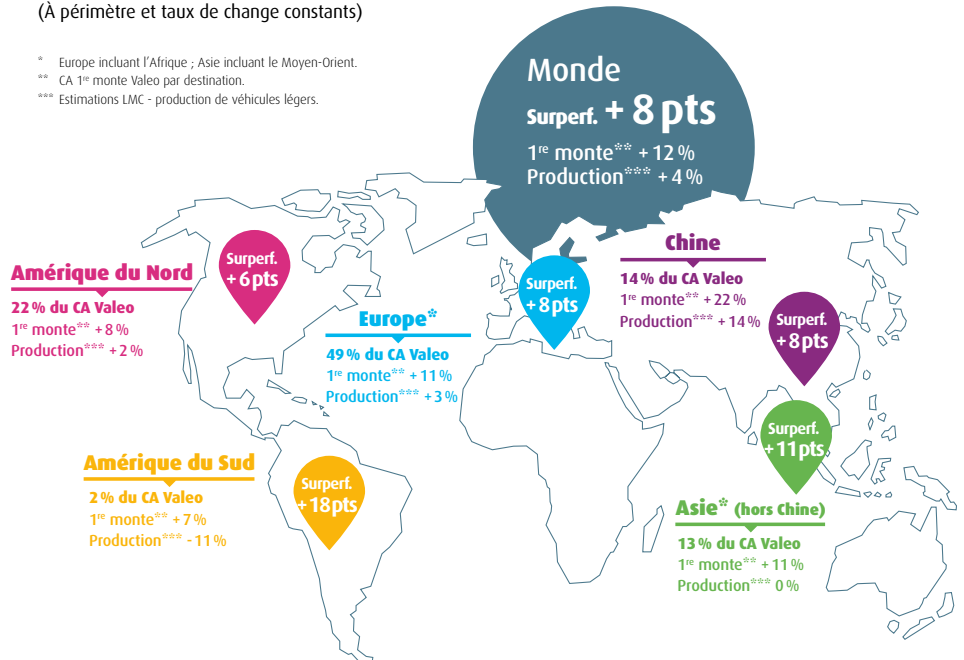 (À périmètre et taux de change constants)
* Europe incluant l'Afrique ; Asie incluant le Moyen-Orient.
** CA 1re monte Valeo par destination.
*** Estimations LMC - production de véhicules légers.
Monde
Surperf. + 8 pts
1re monte** + 12 %
Production*** + 4 %
Amérique du Nord
22 % du CA Valeo
1re monte** + 8 %
Production*** + 2 %
Surperf.
+ 6 pts
Europe*
49 % du CA Valeo
1re monte** + 11 %
Production*** + 3 %
Surperf.
+ 8 pts
Chine
14 % du CA Valeo
1re monte** + 22 %
Production*** + 14 %
Surperf.
+ 8 pts
Amérique du Sud
2 % du CA Valeo
1re monte** + 7 %
Production*** - 11 %
Surperf.
+ 18 pts
Surperf.
+ 11 pts
Asie* (hors Chine)
13 % du CA Valeo
1re monte** + 11 %
Production*** 0 %